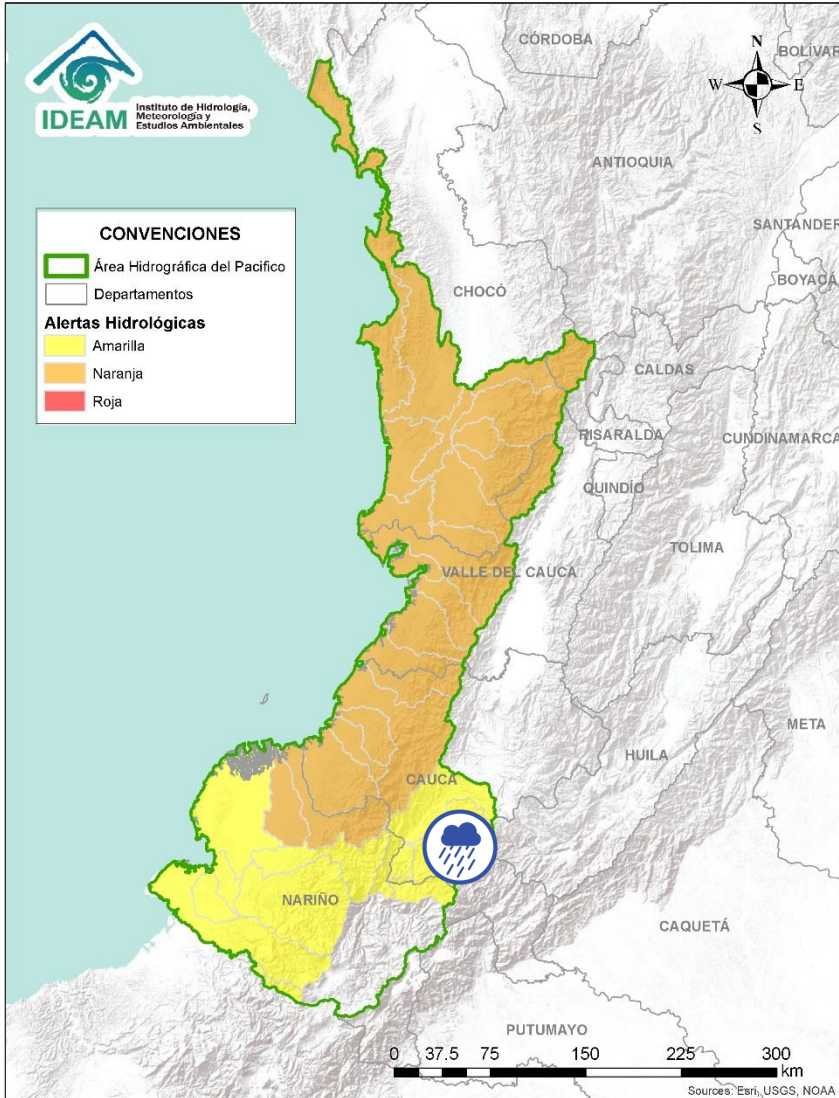 IDEAM
Instituto de Hidrología,
Meteorología y
Estudios Ambientales
CÓRDOBA
BOLÍVAR
N
W
E
S
ANTIOQUIA
SANTANDER
BOYACÁ
CONVENCIONES
Área Hidrográfica del Pacifico
Departamentos
Alertas Hidrológicas
Amarilla
Naranja
Roja
CHOCÓ
CALDAS
RISARALDA
CUNDINAMARCA
QUINDÍO
TOLIMA
VALLE DEL CAUCA
META
HUILA
CAUCA
NARIÑO
CAQUETÁ
PUTUMAYO
0 37.5 75 150 225 300
km
Sources: Esri, USGS, NOAA